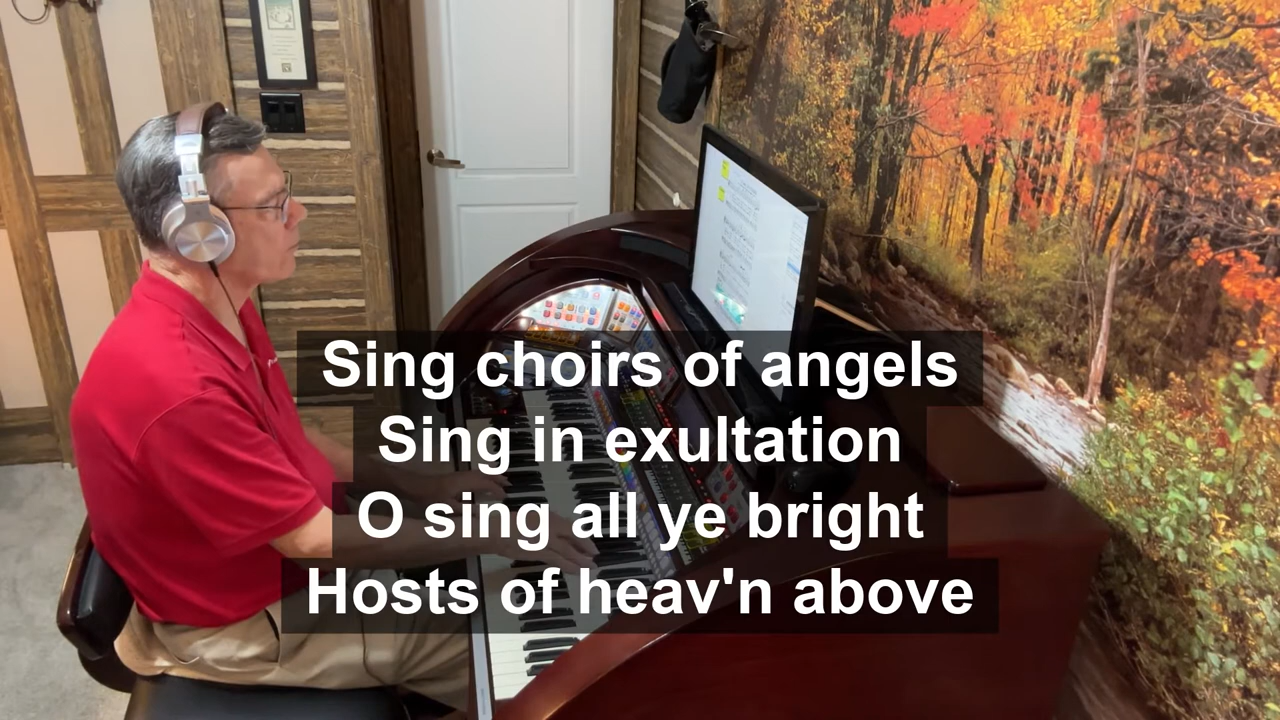 Sing choirs of angels
Sing in exultation
O sing all ye bright
Hosts of heav'n above